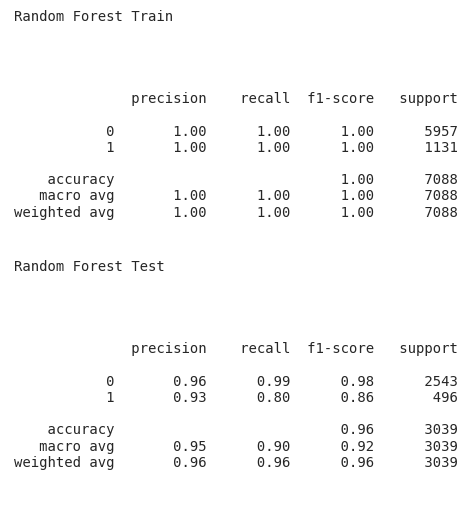 Random Forest Train
precision recall f1-score support
0 1.00 1.00 1.00 5957
1 1.00 1.00 1.00 1131
accuracy 1.00 7088
macro avg 1.00 1.00 1.00 7088
weighted avg 1.00 1.00 1.00 7088
Random Forest Test
precision recall f1-score support
0 0.96 0.99 0.98 2543
1 0.93 0.80 0.86 496
accuracy 0.96 3039
macro avg 0.95 0.90 0.92 3039
weighted avg 0.96 0.96 0.96 3039